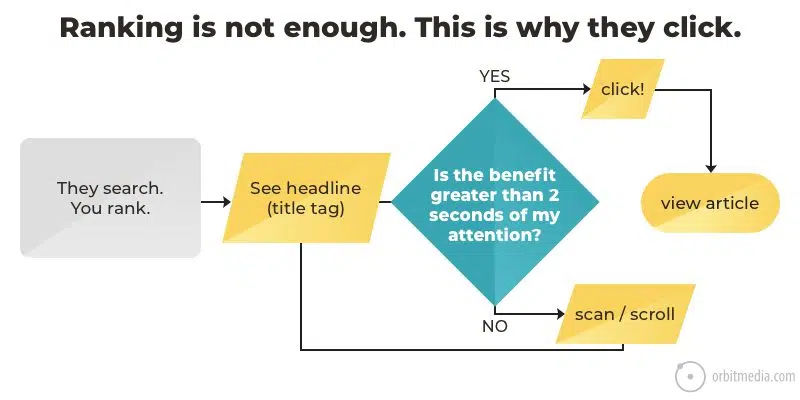 Ranking is not enough. This is why they click.
They search.
You rank.
See headline
(title tag)
Is the benefit
greater than 2
seconds of my
attention?
YES
click!
view article
NO
scan / scroll
orbitmedia.com